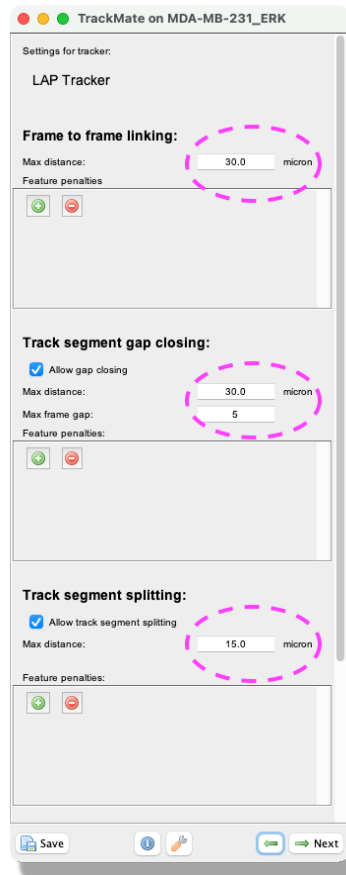 TrackMate on MDA-MB-231_ERK
Settings for tracker:
LAP Tracker
Frame to frame linking:
Max distance: 30.0 micron
Feature penalties
Track segment gap closing:
Allow gap closing
Max distance: 30.0 micron
Max frame gap: 5
Feature penalties:
Track segment splitting:
Allow track segment splitting
Max distance: 15.0 micron
Feature penalties:
Save Next